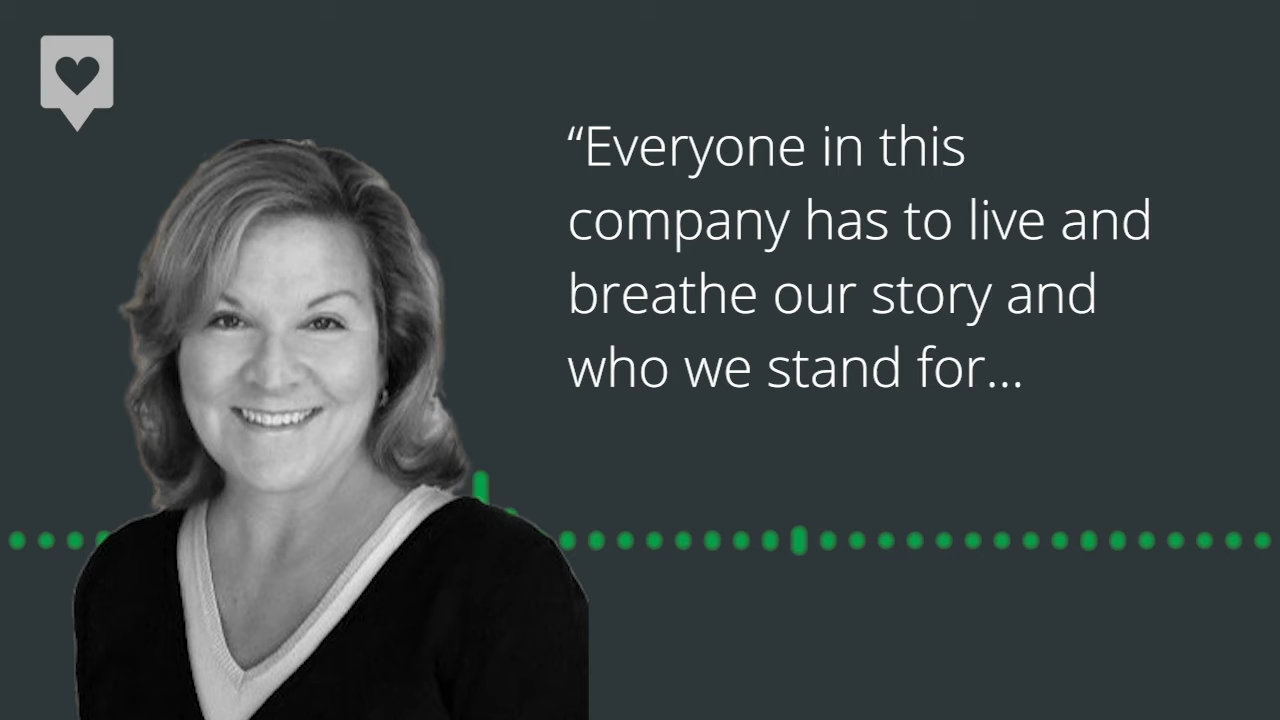 “Everyone in this
company has to live and
breathe our story and
who we stand for...